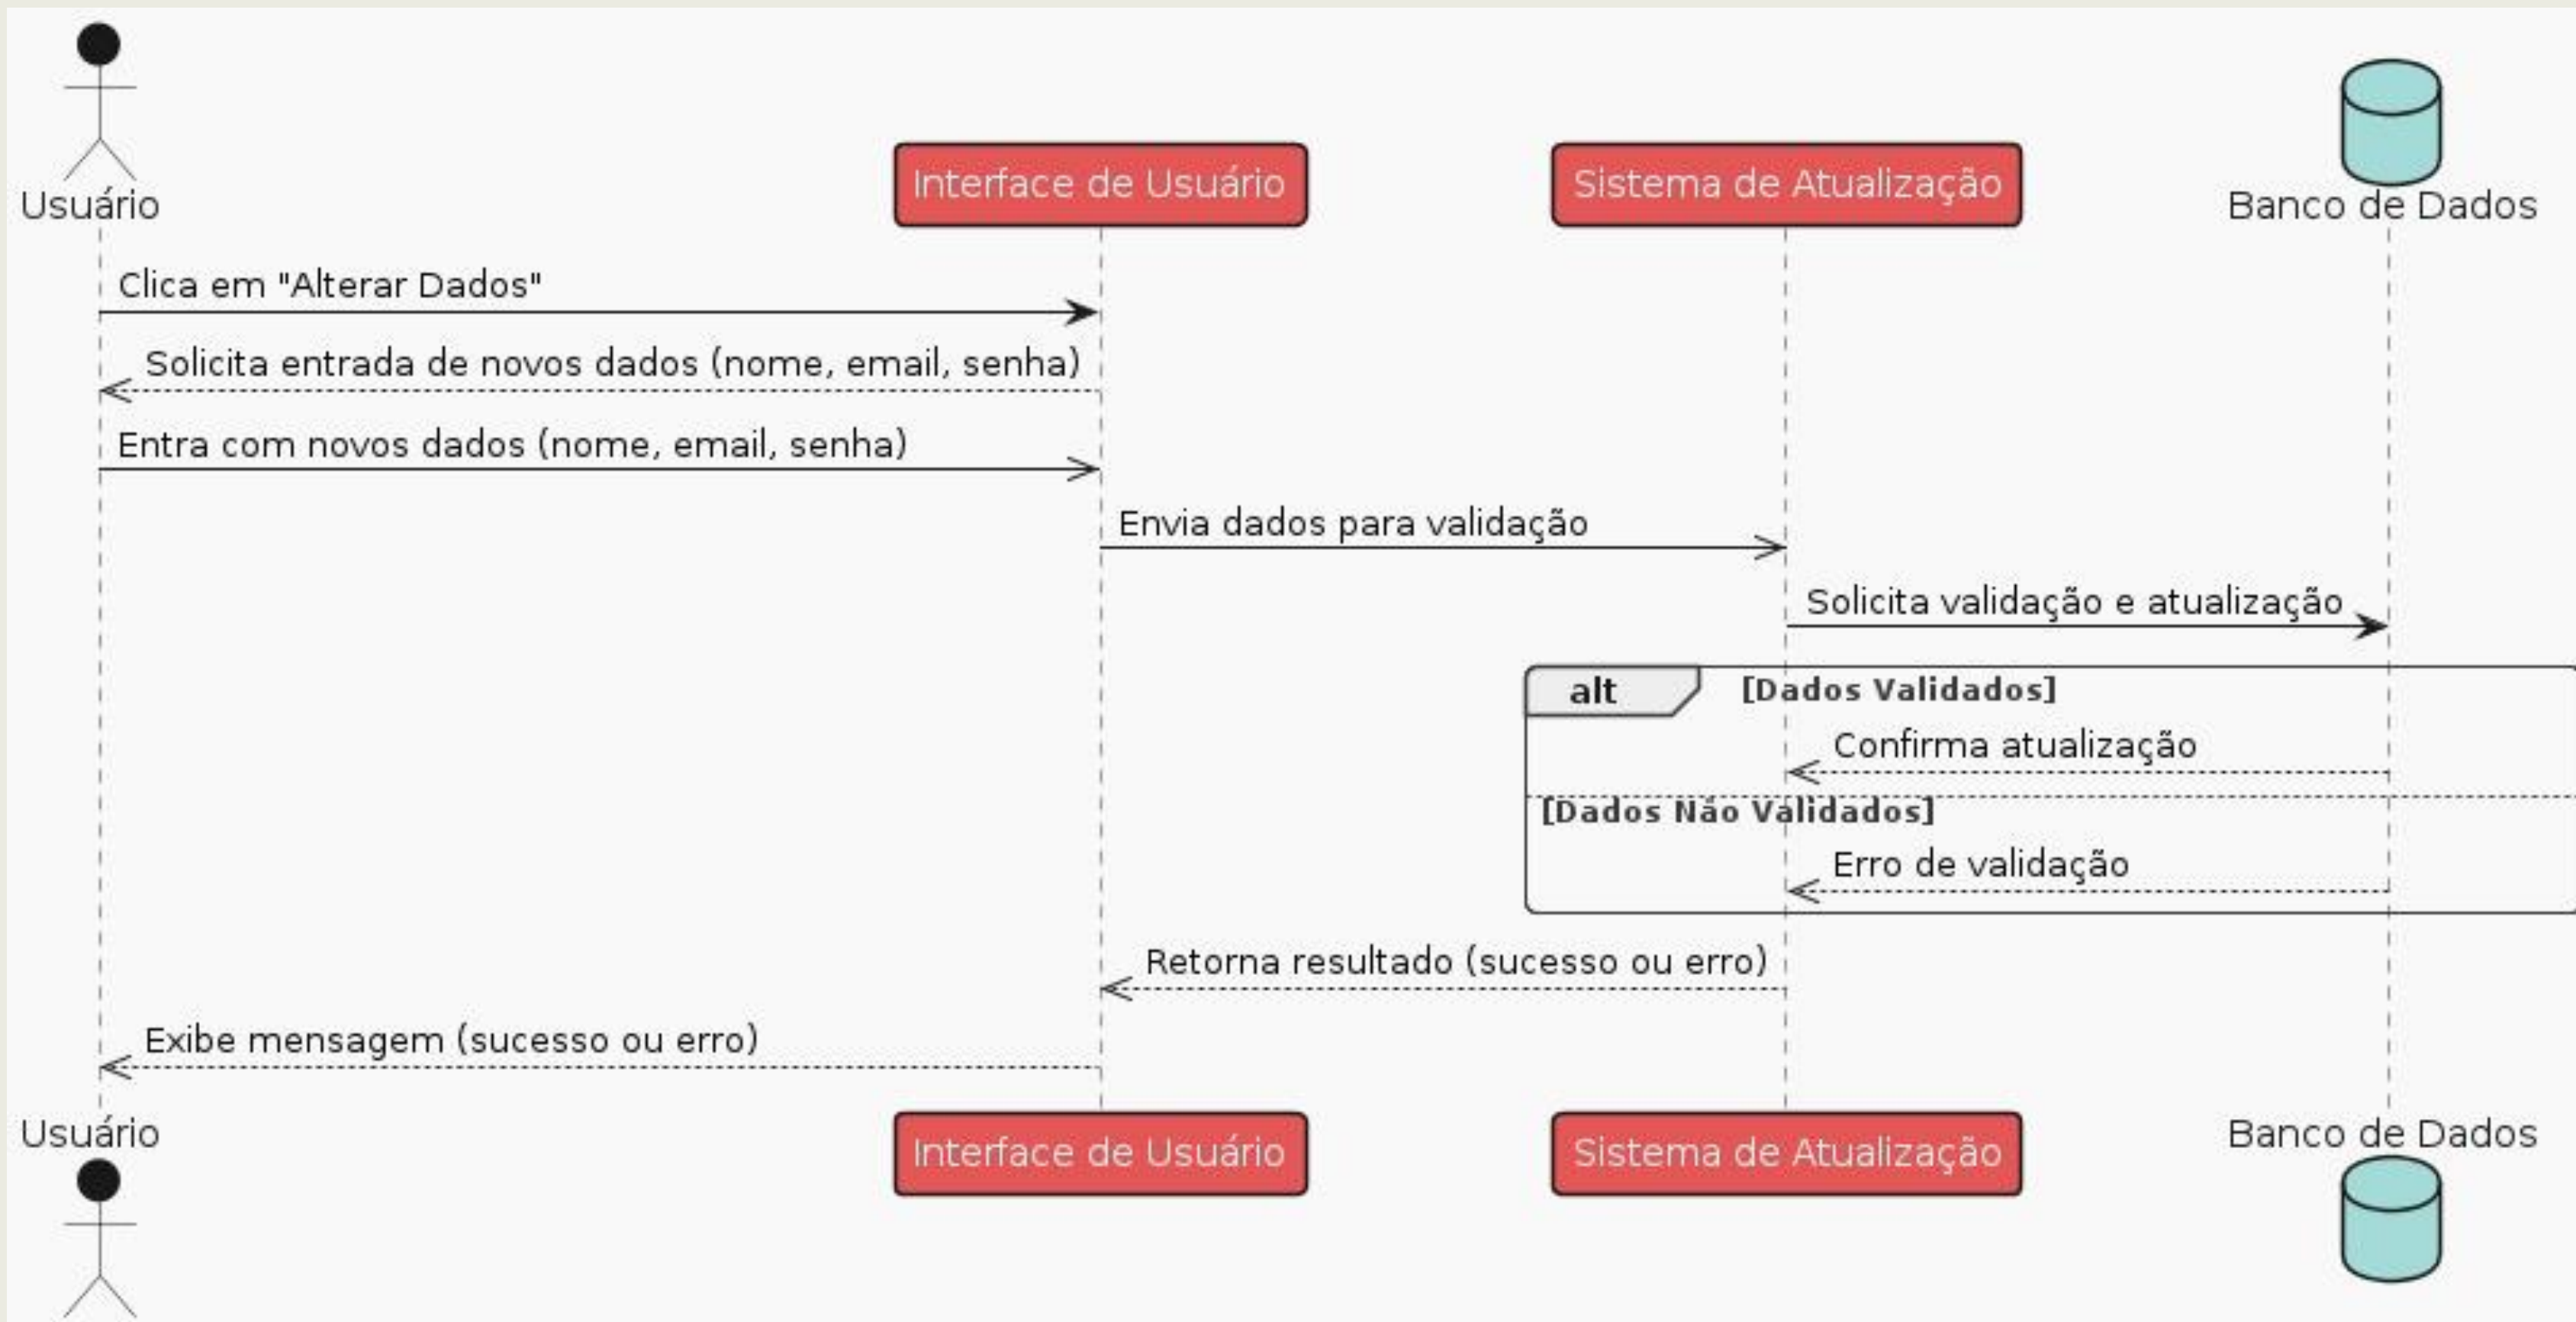 Usuário
Interface de Usuário
Sistema de Atualização
Banco de Dados
Clica em "Alterar Dados"
Solicita entrada de novos dados (nome, email, senha)
Entra com novos dados (nome, email, senha)
Envia dados para validação
Solicita validação e atualização
alt [Dados Validados]
Confirma atualização
[Dados Não Validados]
Erro de validação
Retorna resultado (sucesso ou erro)
Exibe mensagem (sucesso ou erro)
Usuário
Interface de Usuário
Sistema de Atualização
Banco de Dados